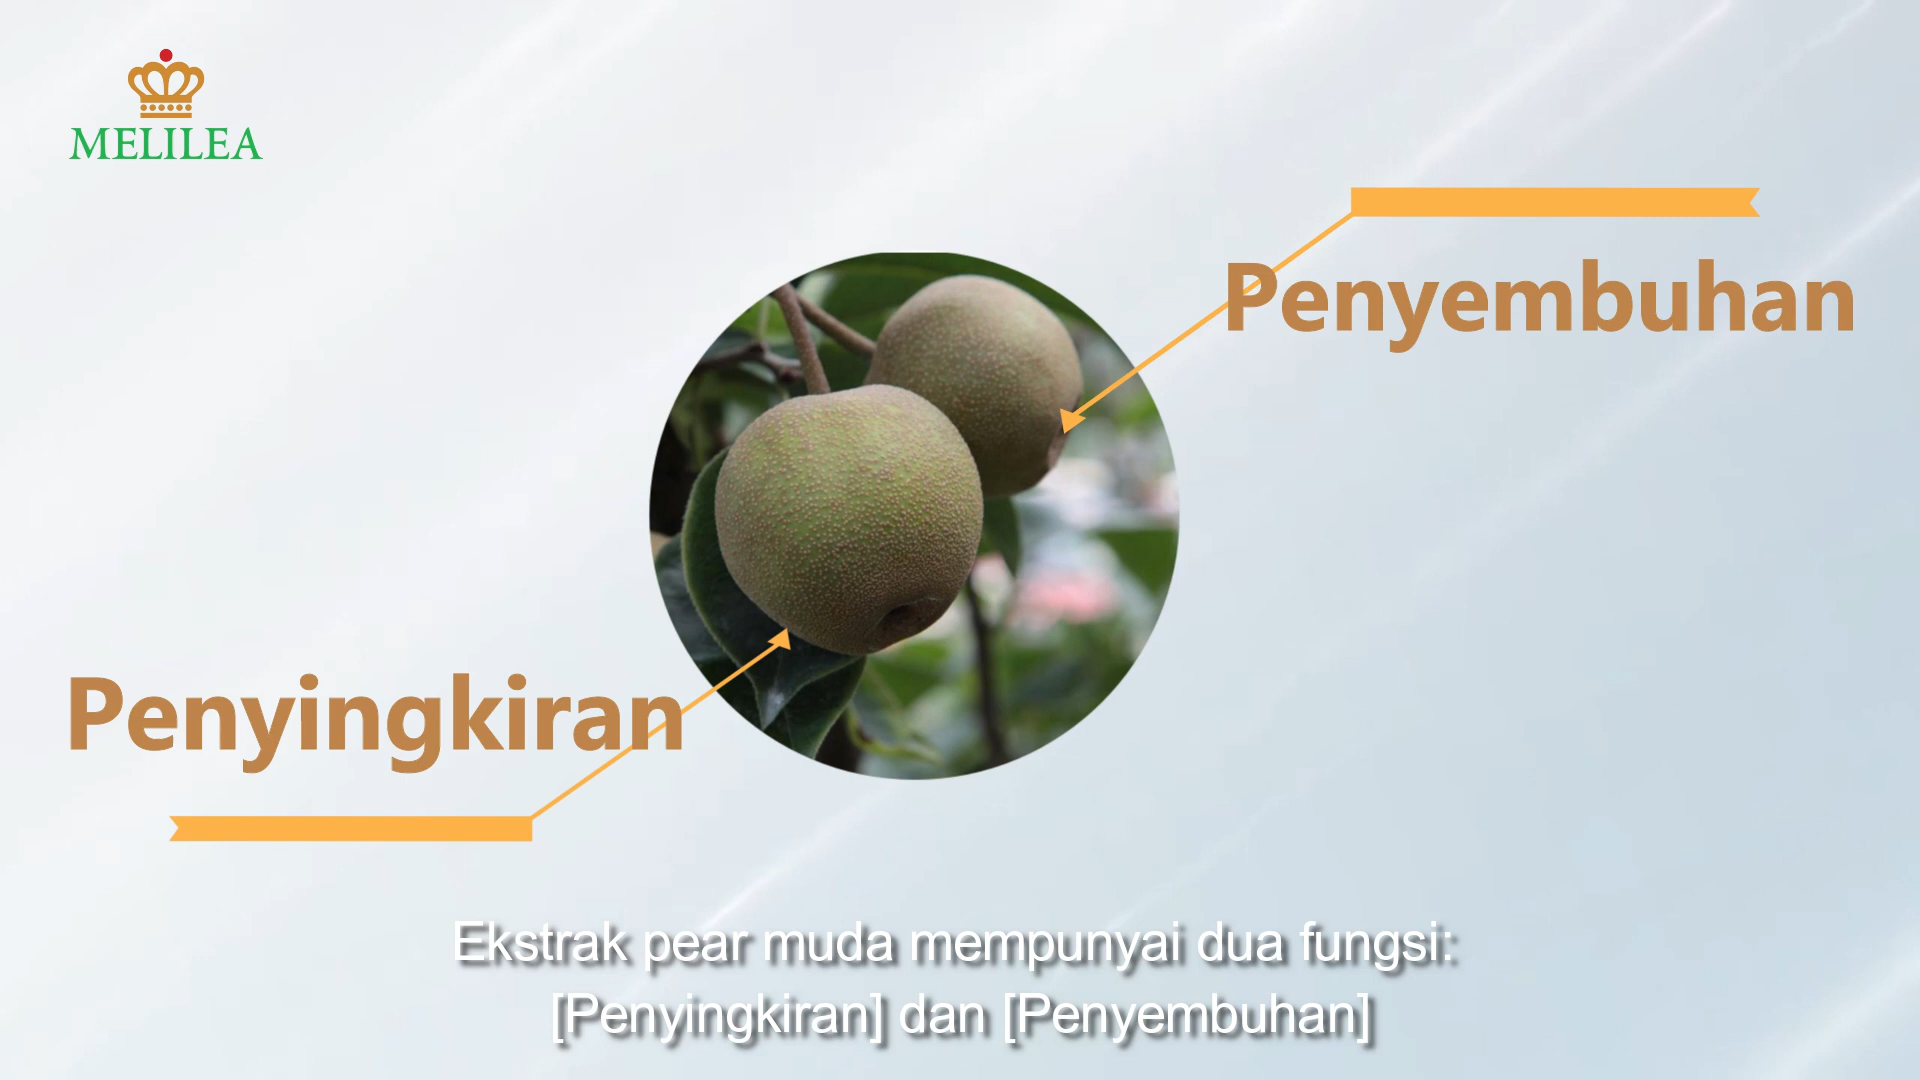 MELILEA
Penyembuhan
Penyingkiran
Ekstrak pear muda mempunyai dua fungsi:
[Penyingkiran] dan [Penyembuhan]